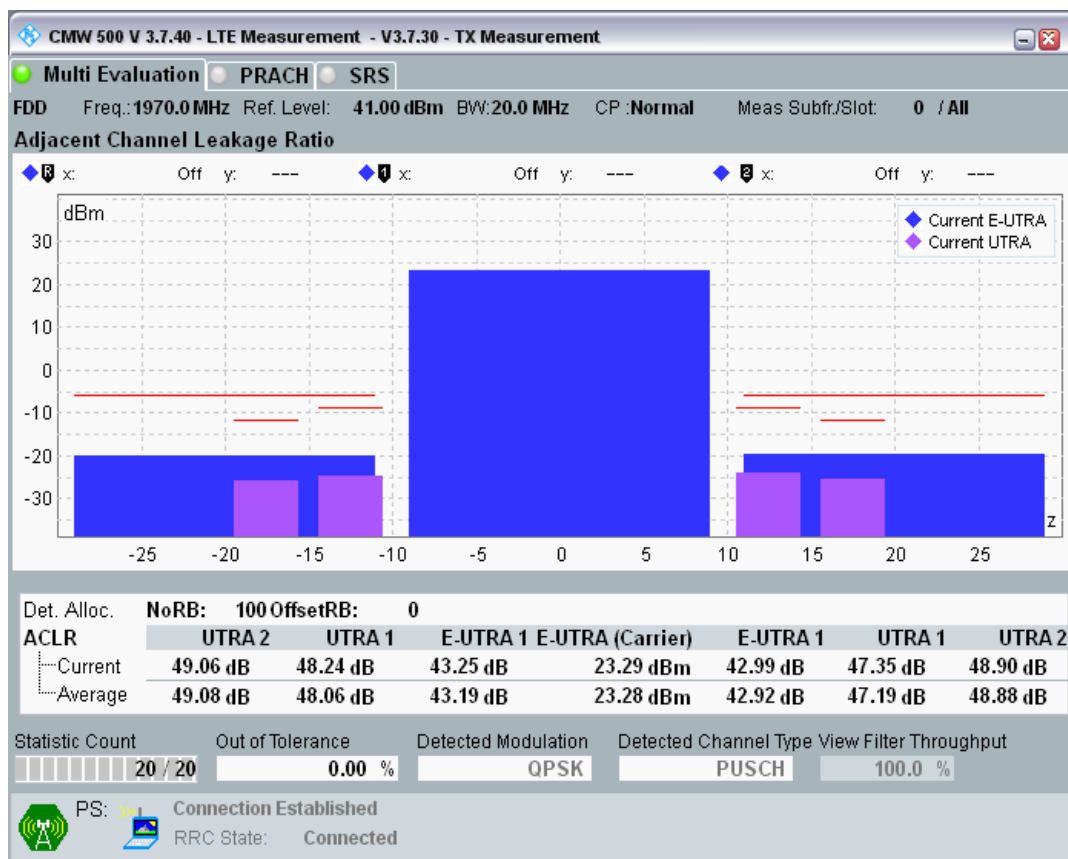 CMW 500 V 3.7.40 - LTE Measurement - V3.7.30 - TX Measurement
Multi Evaluation PRACH SRS
FDD Freq.:1970.0 MHz Ref. Level: 41.00 dBm BW:20.0 MHz CP :Normal Meas Subfr./Slot: 0 / All
Adjacent Channel Leakage Ratio
R x: Off y: --- 1 x: Off y: --- 2 x: Off y: ---
dBm
Current E-UTRA
Current UTRA
30
20
10
0
-10
-20
-30
z
-25 -20 -15 -10 -5 0 5 10 15 20 25
Det. Alloc. NoRB: 100 OffsetRB: 0
ACLR UTRA 2 UTRA 1 E-UTRA 1 E-UTRA (Carrier) E-UTRA 1 UTRA 1 UTRA 2
Current 49.06 dB 48.24 dB 43.25 dB 23.29 dBm 42.99 dB 47.35 dB 48.90 dB
Average 49.08 dB 48.06 dB 43.19 dB 23.28 dBm 42.92 dB 47.19 dB 48.88 dB
Statistic Count Out of Tolerance Detected Modulation Detected Channel Type View Filter Throughput
20 / 20 0.00 % QPSK PUSCH 100.0 %
PS: Connection Established
RRC State: Connected